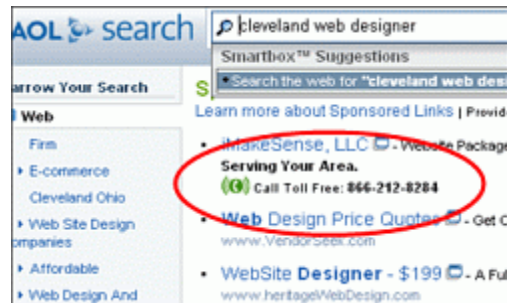 AOL search cleveland web designer
Smartbox™ Suggestions
Search the web for "cleveland web desi
arrow Your Search
S
Learn more about Sponsored Links | Provid
Web
Firm
E-commerce
Cleveland Ohio
Web Site Design
ompanies
Affordable
Web Design And
iMakeSense, LLC - Website Package
Serving Your Area.
Call Toll Free: 866-212-8284
Web Design Price Quotes - Get C
www.VendorSeek.com
WebSite Designer - $199 - A Ful
www.heritageWebDesign.com